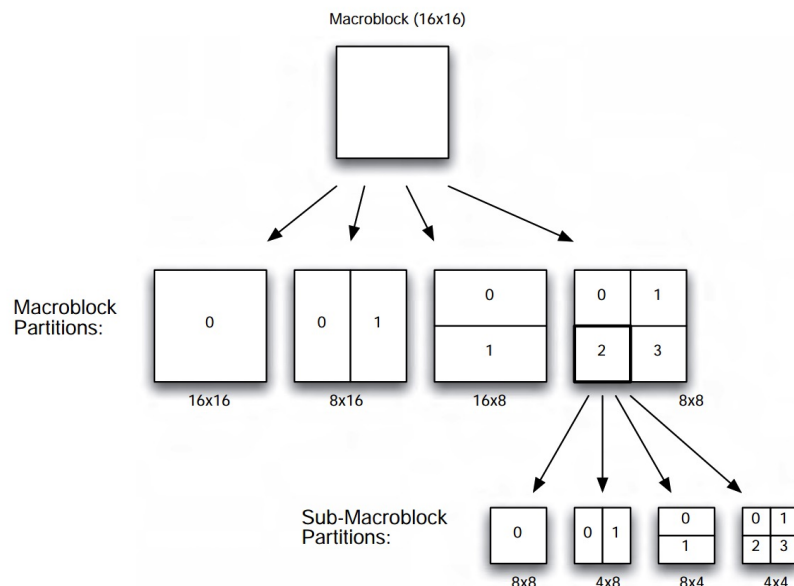 Macroblock (16x16)
Macroblock
Partitions:
0
0 1
0
1
0 1
2 3
16x16 8x16 16x8 8x8
Sub-Macroblock
Partitions:
0
0 1
0
1
0 1
2 3
8x8 4x8 8x4 4x4